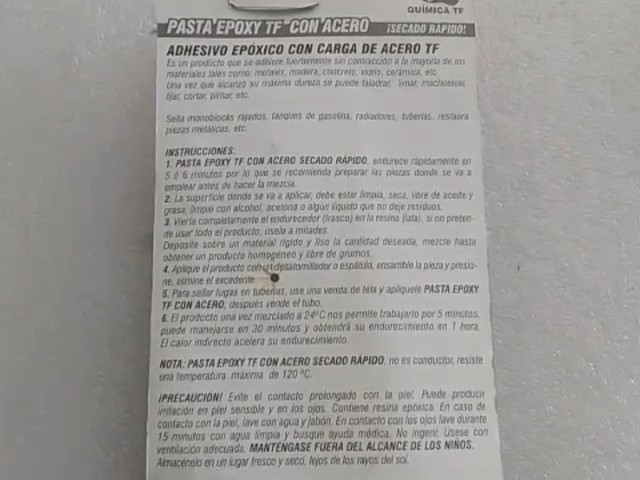 QUÍMICA TF
PASTA EPOXY TF CON ACERO ¡SECADO RÁPIDO!
ADHESIVO EPÓXICO CON CARGA DE ACERO TF
Es un producto que se adhiere fuertemente sin contracción a la mayoría de los
materiales tales como: metales, madera, concreto, vidrio, cerámica, etc.
Una vez que alcanzó su máxima dureza se puede taladrar, limar, machuelear,
lijar, cortar, pintar, etc.
Sella monoblocks rajados, tanques de gasolina, radiadores, tuberías, restaura
piezas metálicas, etc.
INSTRUCCIONES:
1. PASTA EPOXY TF CON ACERO SECADO RÁPIDO, endurece rápidamente en
5 ó 6 minutos por lo que se recomienda preparar las piezas donde se va a
emplear antes de hacer la mezcla.
2. La superficie donde se va a aplicar, debe estar limpia, seca, libre de aceite y
grasa, limpie con alcohol, acetona o algún líquido que no deje residuos.
3. Vierta completamente el endurecedor (frasco) en la resina (lata), si no preten-
de usar todo el producto, úselo a mitades.
Deposite sobre un material rígido y liso la cantidad deseada, mezcle hasta
obtener un producto homogéneo y libre de grumos.
4. Aplique el producto con un desarmillador o espátula, ensamble la pieza y presio-
ne, elimine el excedente.
5. Para sellar fugas en tuberías, use una venda de tela y aplíquele PASTA EPOXY
TF CON ACERO, después vende el tubo.
6. El producto una vez mezclado a 24°C nos permite trabajarlo por 5 minutos,
puede manejarse en 30 minutos y obtendrá su endurecimiento en 1 hora.
El calor indirecto acelera su endurecimiento.
NOTA: PASTA EPOXY TF CON ACERO SECADO RÁPIDO, no es conductor, resiste
una temperatura máxima de 120 ºC.
¡PRECAUCIÓN! Evite el contacto prolongado con la piel. Puede producir
irritación en piel sensible y en los ojos. Contiene resina epóxica. En caso de
contacto con la piel, lave con agua y jabón. En contacto con los ojos lave durante
15 minutos con agua limpia y busque ayuda médica. No ingerir. Úsese con
ventilación adecuada. MANTÉNGASE FUERA DEL ALCANCE DE LOS NIÑOS.
Almacénelo en un lugar fresco y seco, lejos de los rayos del sol.